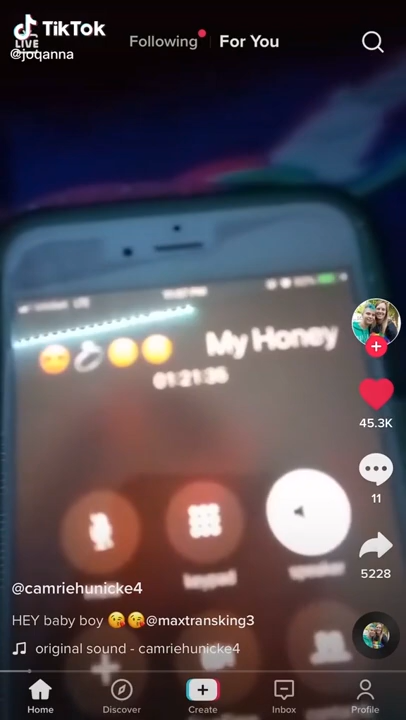 TikTok
LIVE
@joqanna
Following
For You
My Honey
01:21:35
keypad
speaker
45.3K
11
5228
@camriehunicke4
HEY baby boy 😘😘@maxtransking3
original sound - camriehunicke4
Home
Discover
Create
Inbox
Profile